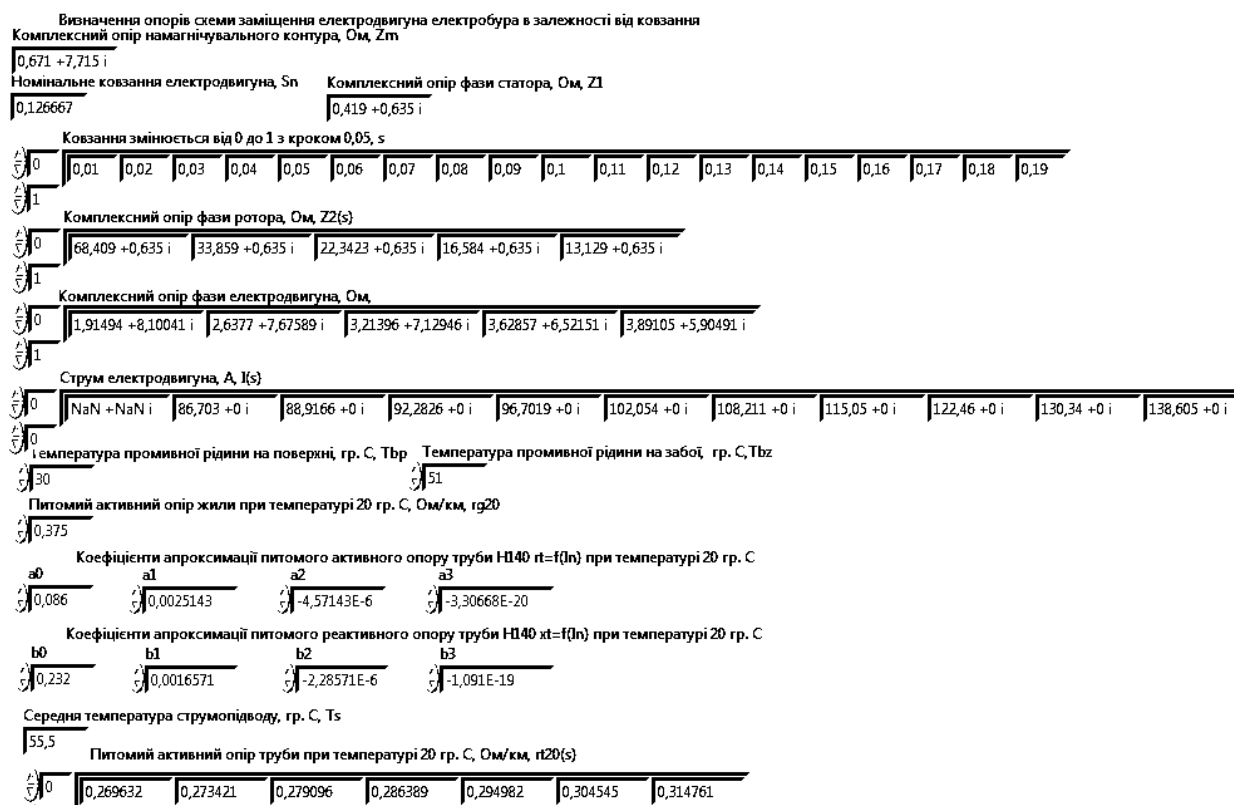 Визначення опорів схеми заміщення електродвигуна електробура в залежності від ковзання
Комплексний опір намагнічувального контура, Ом, Zm
0,671 +7,715 i
Номінальне ковзання електродвигуна, Sn Комплексний опір фази статора, Ом, Z1
0,126667 0,419 +0,635 i
Ковзання змінюється від 0 до 1 з кроком 0,05, s
0 0,01 0,02 0,03 0,04 0,05 0,06 0,07 0,08 0,09 0,1 0,11 0,12 0,13 0,14 0,15 0,16 0,17 0,18 0,19
1
Комплексний опір фази ротора, Ом, Z2(s)
0 68,409 +0,635 i 33,859 +0,635 i 22,3423 +0,635 i 16,584 +0,635 i 13,129 +0,635 i
1
Комплексний опір фази електродвигуна, Ом,
0 1,91494 +8,10041 i 2,6377 +7,67589 i 3,21396 +7,12946 i 3,62857 +6,52151 i 3,89105 +5,90491 i
1
Струм електродвигуна, А, I(s)
0 NaN +NaN i 86,703 +0 i 88,9166 +0 i 92,2826 +0 i 96,7019 +0 i 102,054 +0 i 108,211 +0 i 115,05 +0 i 122,46 +0 i 130,34 +0 i 138,605 +0 i
0
Температура промивної рідини на поверхні, гр. С, Tbp Температура промивної рідини на забої, гр. С,Tbz
30 51
Питомий активний опір жили при температурі 20 гр. С, Ом/км, rg20
0,375
Коефіцієнти апроксимації питомого активного опору труби Н140 rt=f(In} при температурі 20 гр. С
a0 a1 a2 a3
0,086 0,0025143 -4,57143E-6 -3,30668E-20
Коефіцієнти апроксимації питомого реактивного опору труби Н140 xt=f(In} при температурі 20 гр. С
b0 b1 b2 b3
0,232 0,0016571 -2,28571E-6 -1,091E-19
Середня температура струмопідводу, гр. С, Ts
55,5
Питомий активний опір труби при температурі 20 гр. С, Ом/км, rt20(s}
0 0,269632 0,273421 0,279096 0,286389 0,294982 0,304545 0,314761